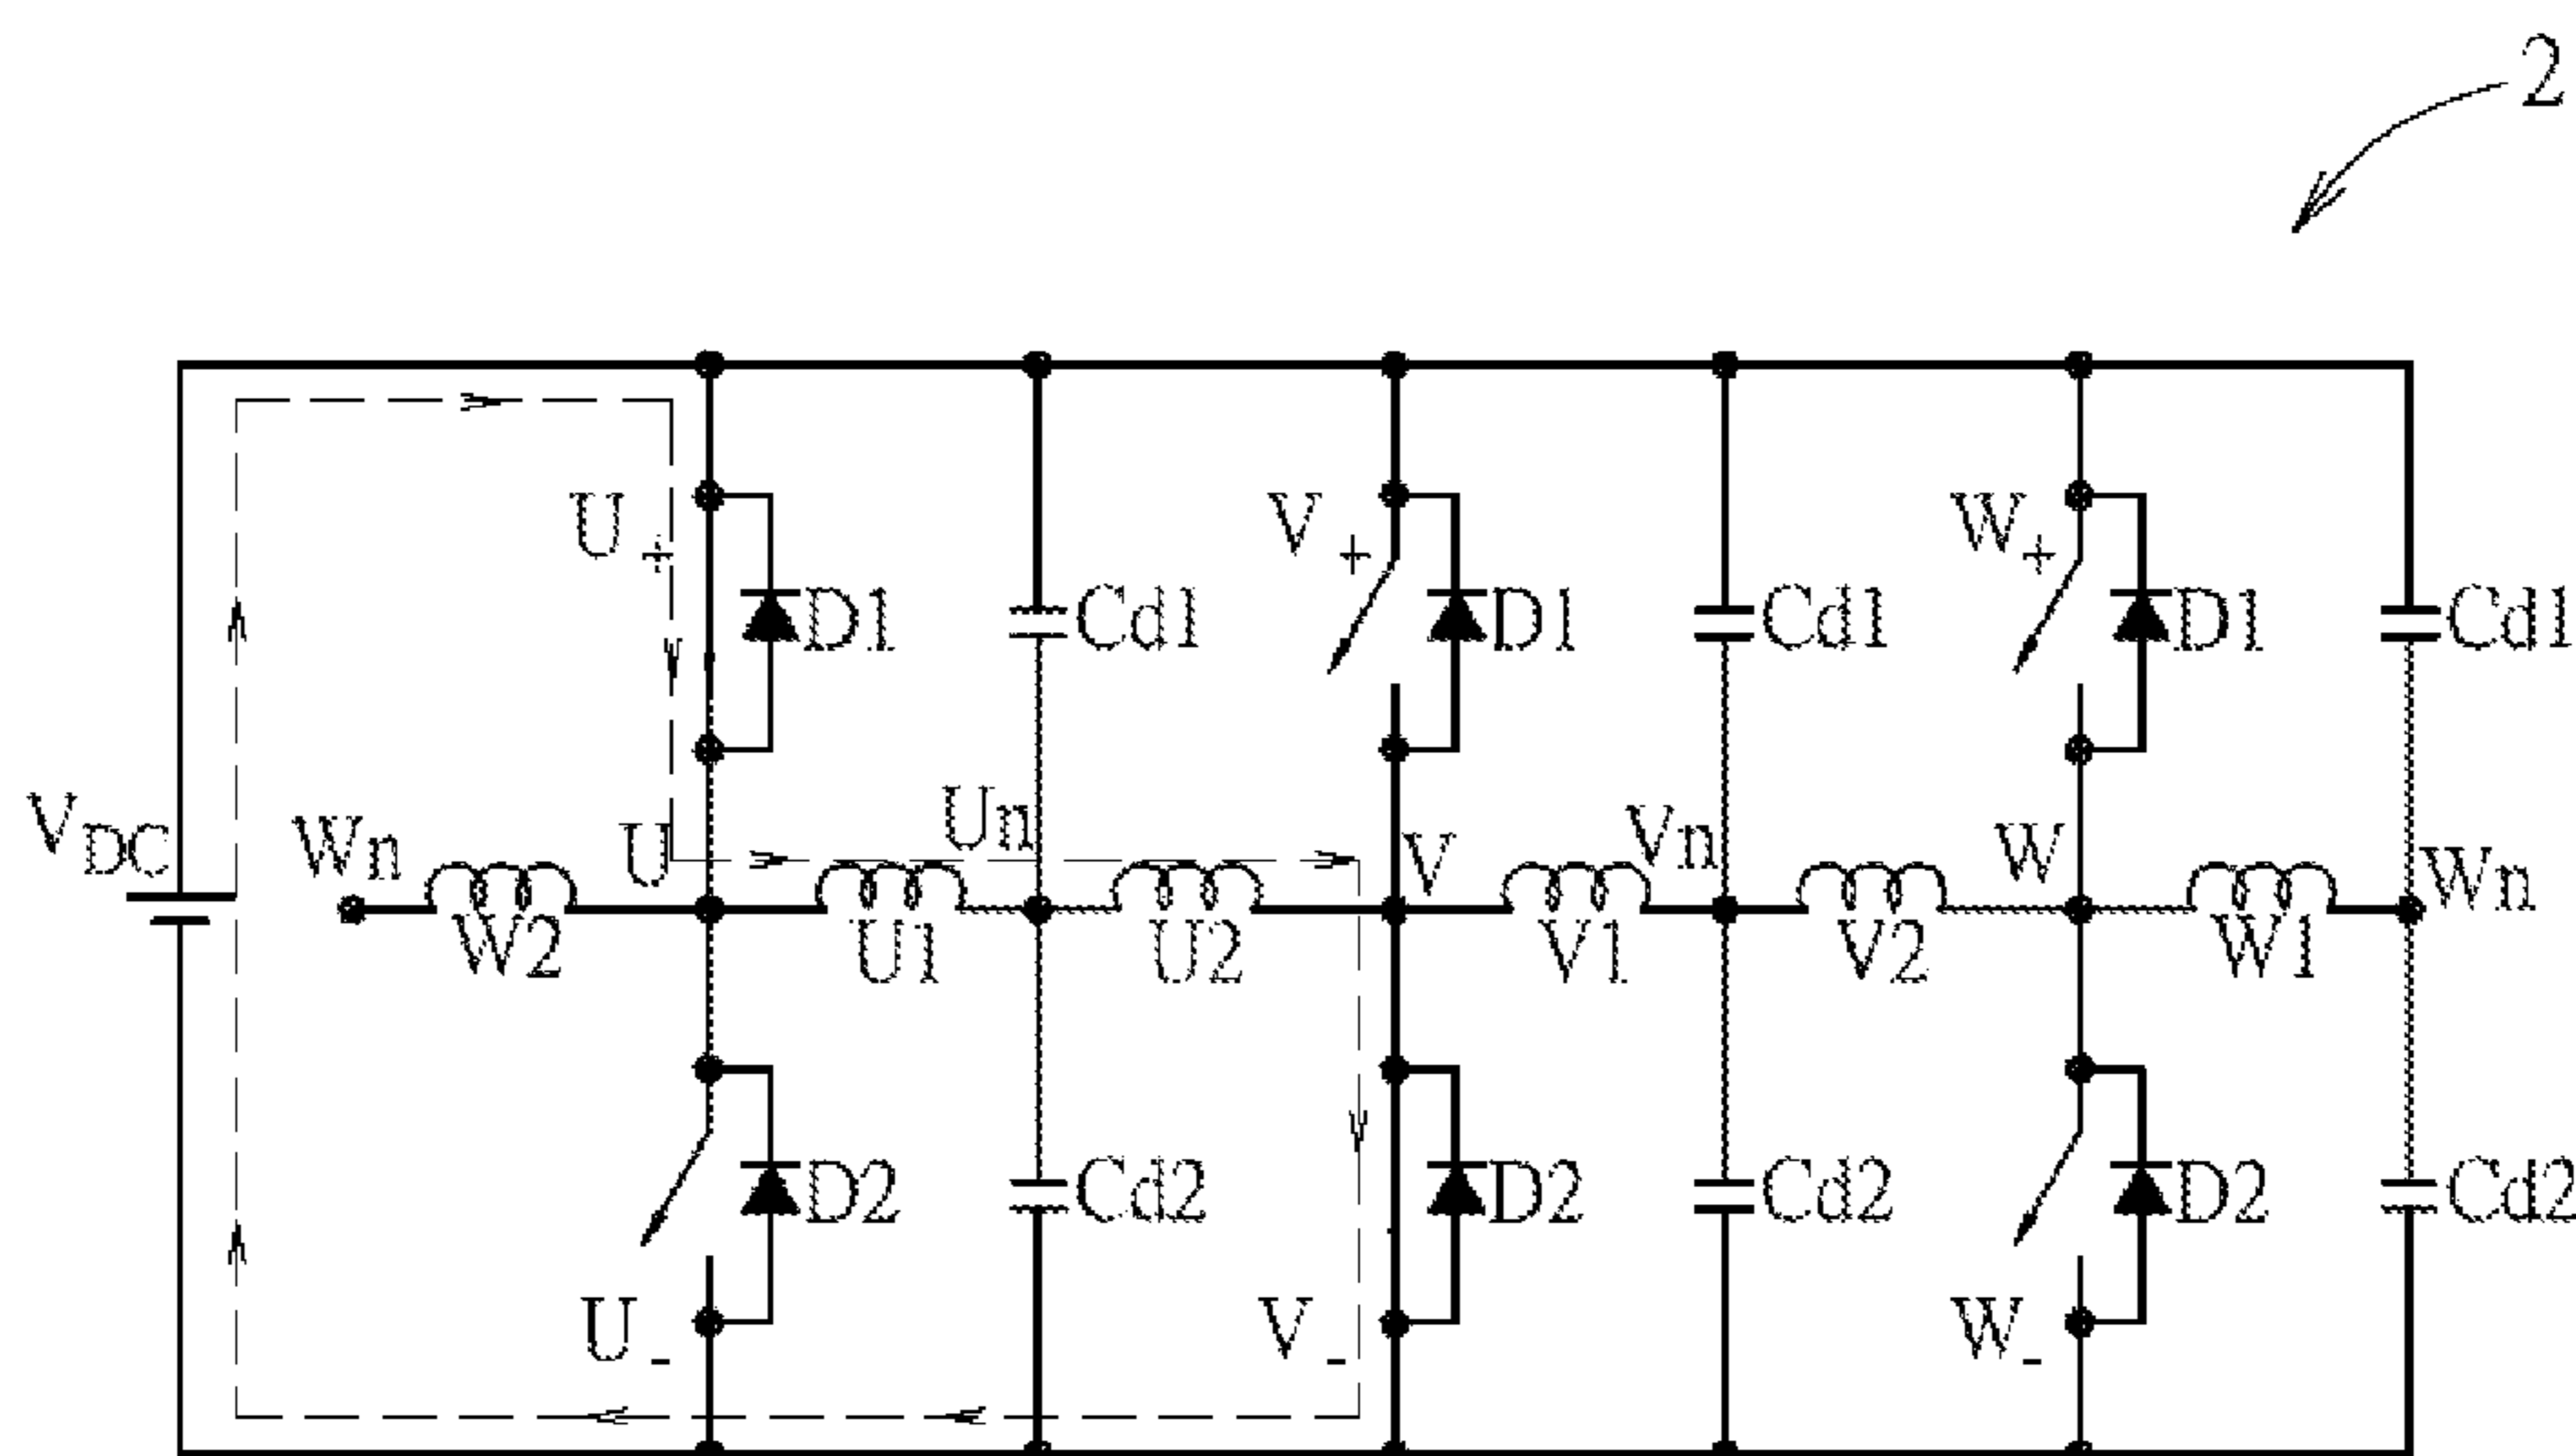 2
U+
D1
Cd1
V+
D1
Cd1
W+
D1
Cd1
VDC
Wn
U
Un
V
Vn
W
Wn
W2
U1
U2
V1
V2
W1
D2
Cd2
D2
Cd2
D2
Cd2
U-
V-
W-